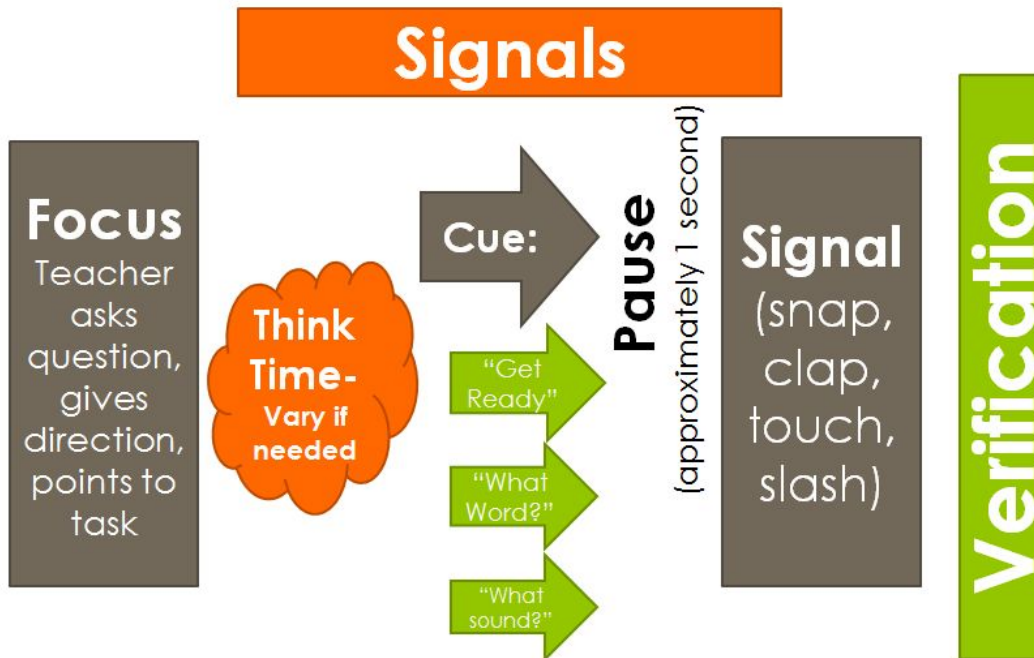 Signals
Focus
Teacher
asks
question,
gives
direction,
points to
task
Think
Time-
Vary if
needed
Cue:
“Get
Ready”
“What
Word?”
“What
sound?”
Pause
(approximately 1 second)
Signal
(snap,
clap,
touch,
slash)
Verification